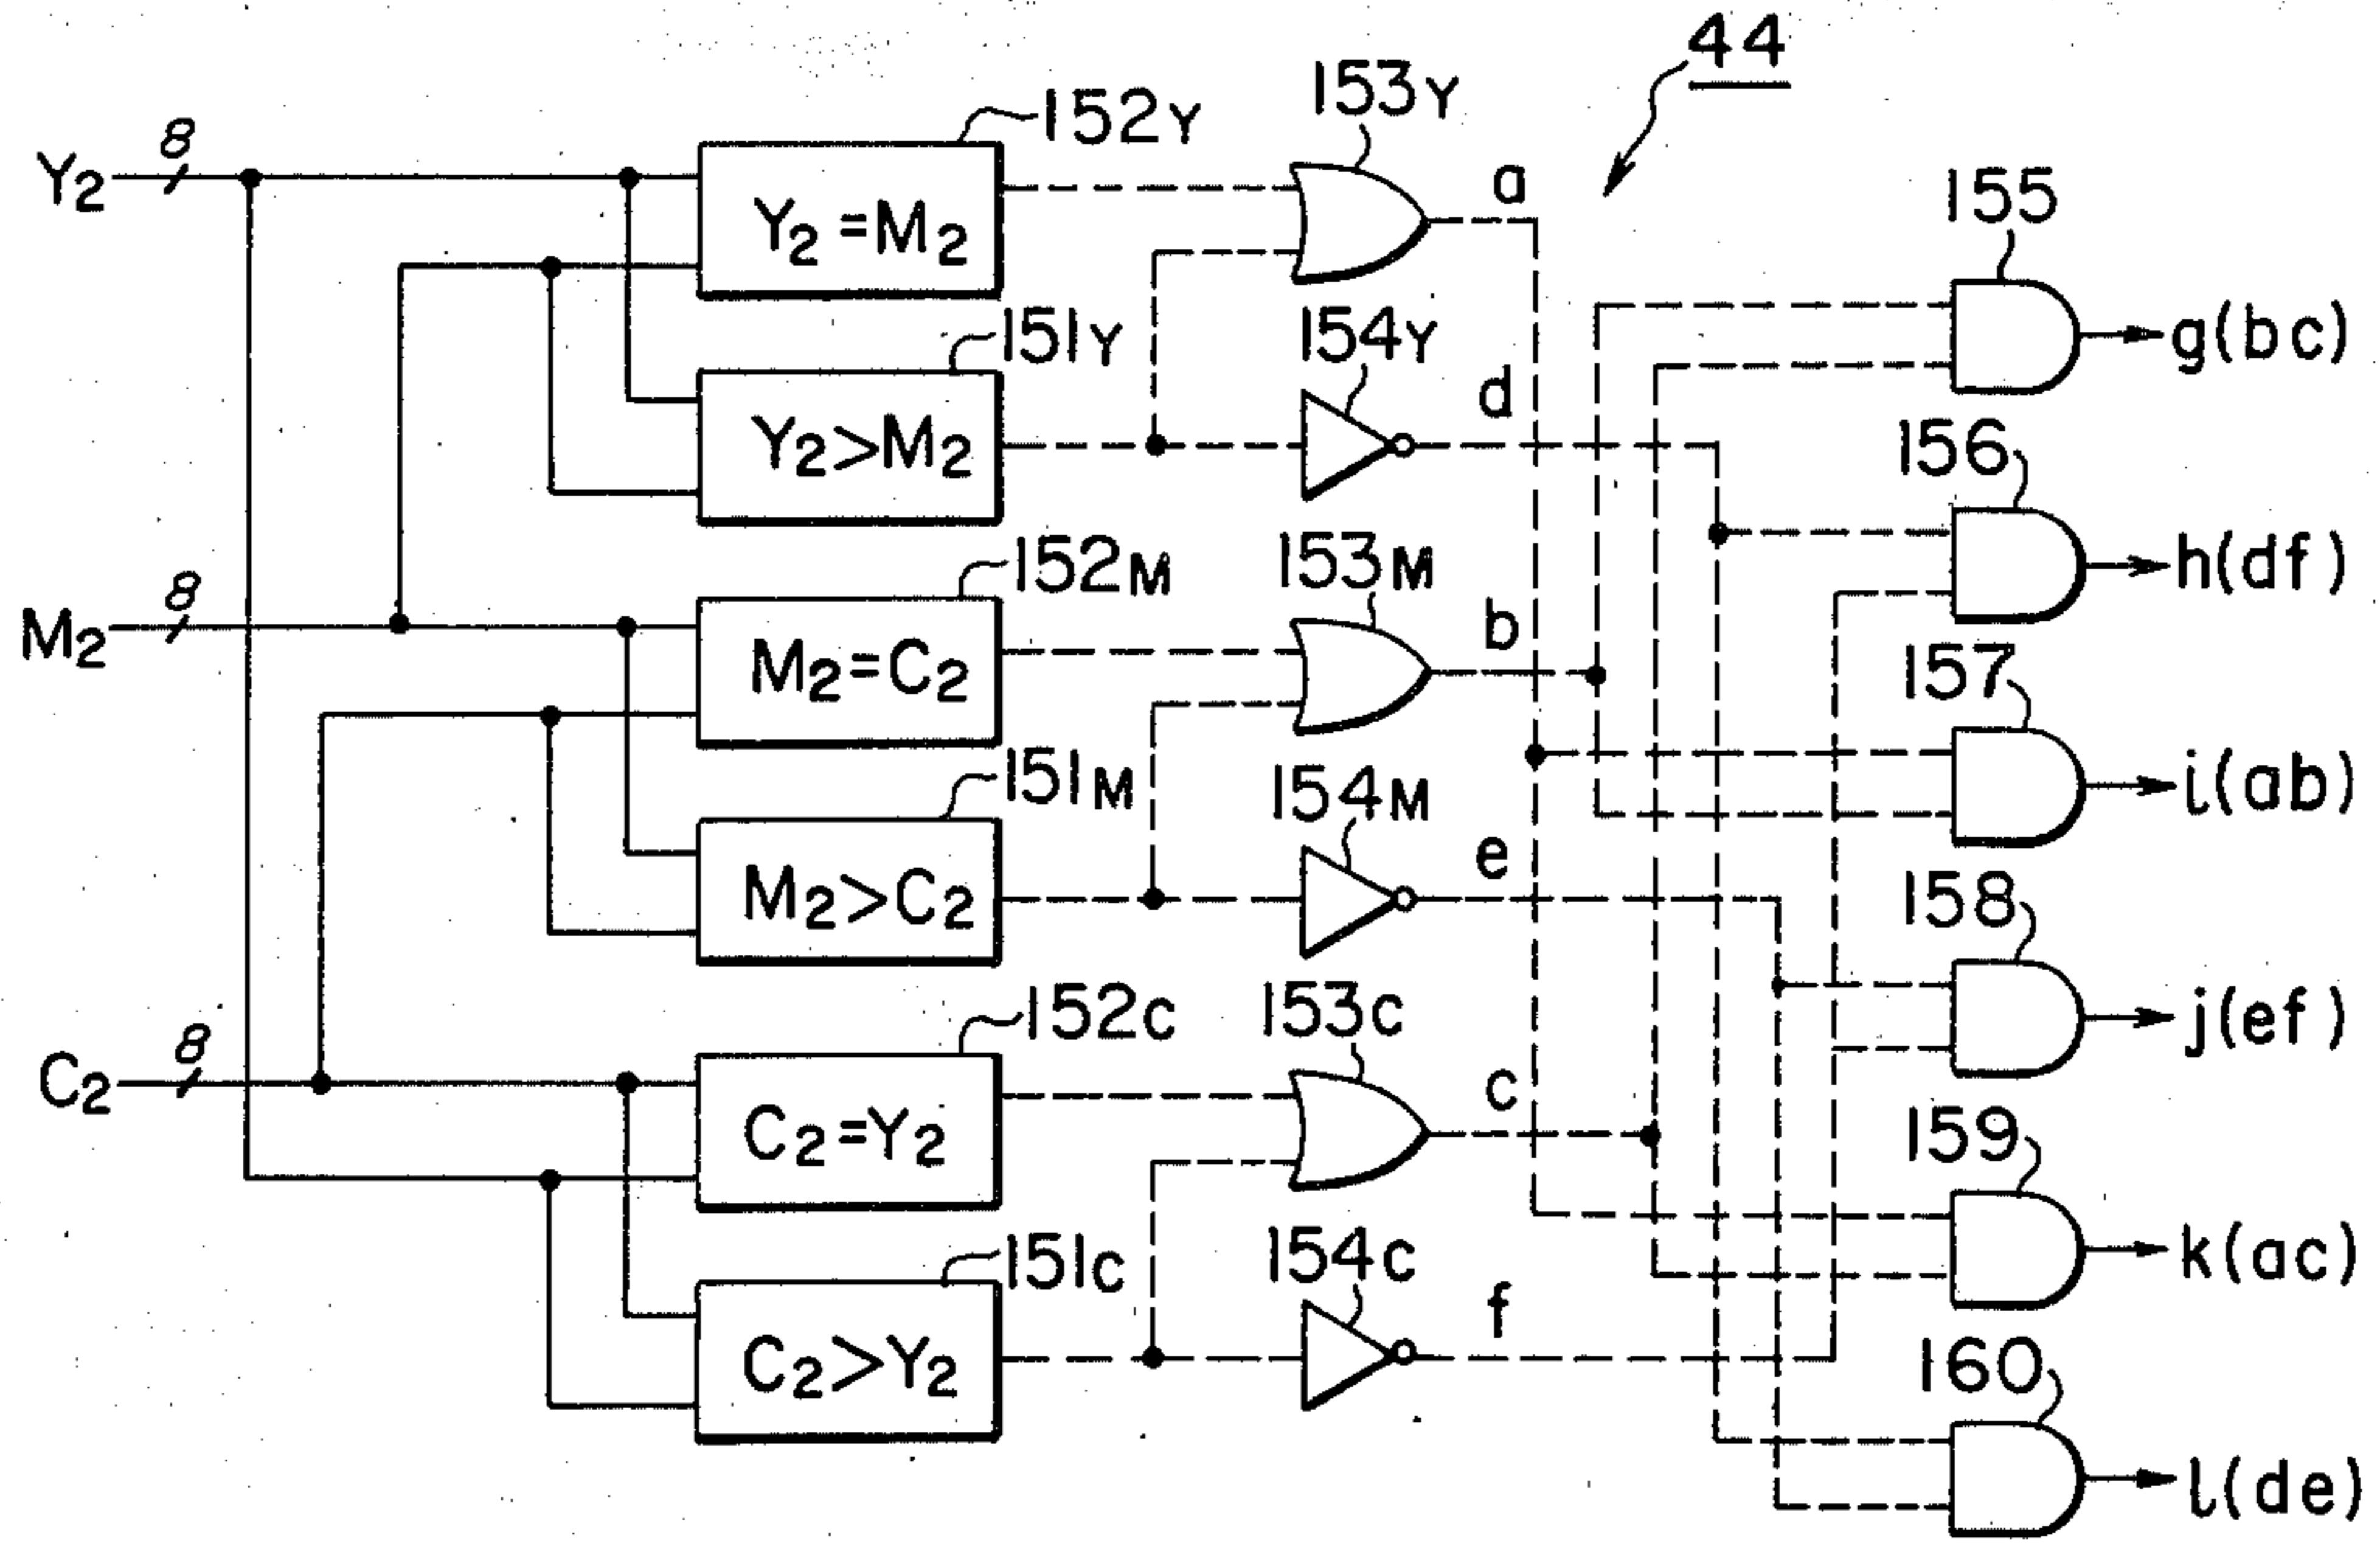 44
153Y
152Y
8
Y2
Y2=M2
a
155
g(bc)
151Y
154Y
Y2>M2
d
156
h(df)
152M
153M
8
M2
M2=C2
b
157
i(ab)
151M
154M
M2>C2
e
158
j(ef)
152C
153C
8
C2
C2=Y2
c
159
k(ac)
151C
154C
C2>Y2
f
160
l(de)